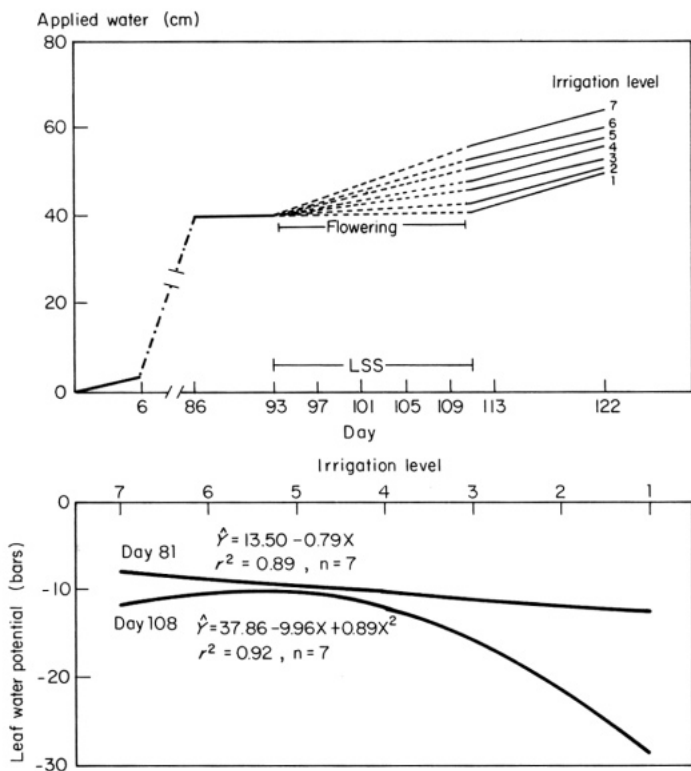 Applied water (cm)
80
60
40
20
0
Irrigation level
7
6
5
4
3
2
1
Flowering
LSS
6 86 93 97 101 105 109 113 122
Day
Irrigation level
7 6 5 4 3 2 1
Leaf water potential (bars)
0
-10
-20
-30
Day 81
Ŷ = 13.50 - 0.79X
r² = 0.89 , n = 7
Day 108
Ŷ = 37.86 - 9.96X + 0.89X²
r² = 0.92 , n = 7